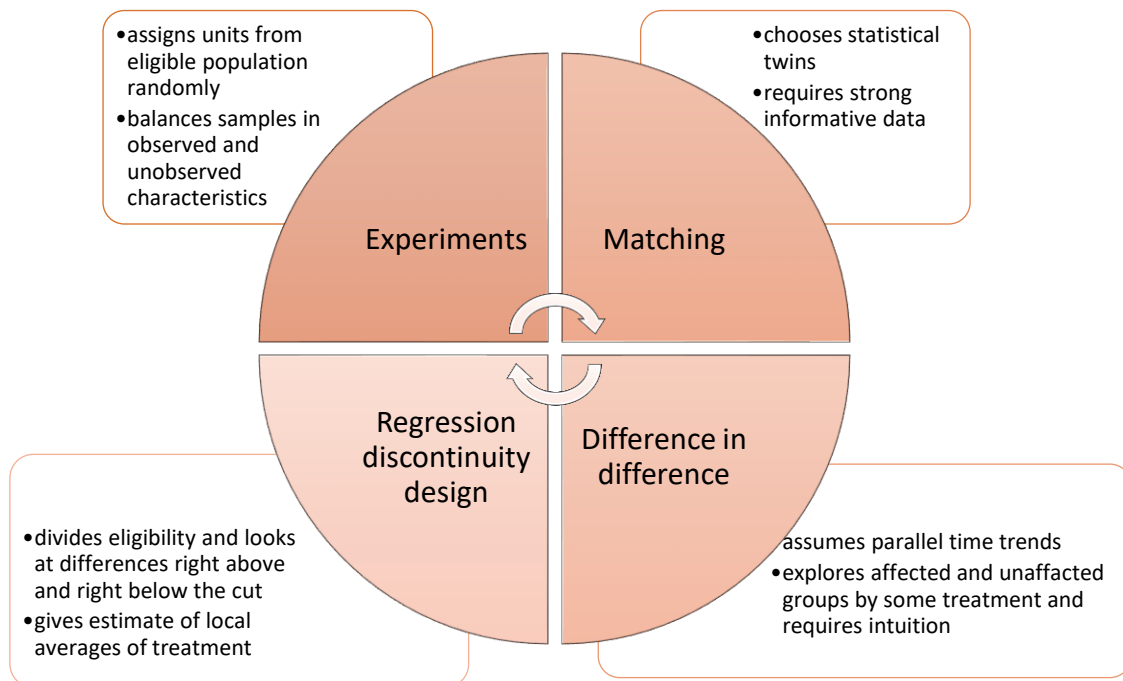 •assigns units from
eligible population
randomly
•balances samples in
observed and
unobserved
characteristics
•chooses statistical
twins
•requires strong
informative data
Experiments
Matching
Regression
discontinuity
design
Difference in
difference
•divides eligibility and looks
at differences right above
and right below the cut
•gives estimate of local
averages of treatment
assumes parallel time trends
•explores affected and unaffacted
groups by some treatment and
requires intuition